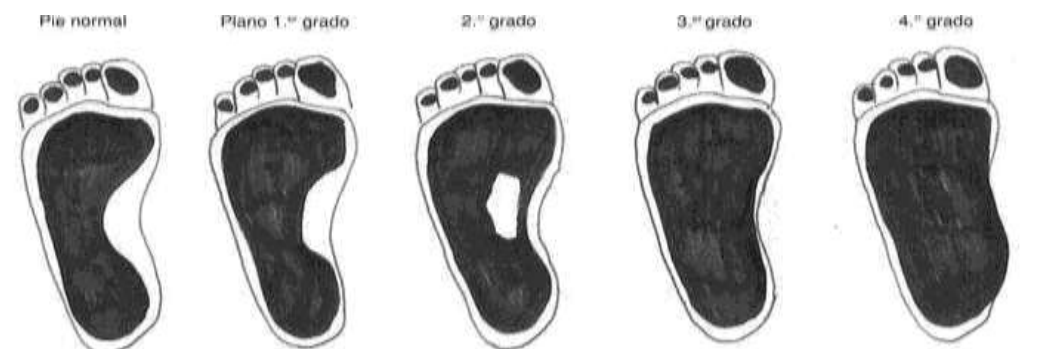 Pie normal
Plano 1.er grado
2.º grado
3.er grado
4.º grado